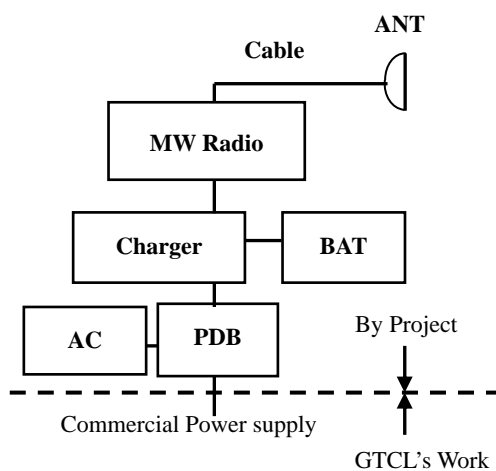 ANT
Cable
MW Radio
Charger
BAT
AC
PDB
By Project
Commercial Power supply
GTCL's Work